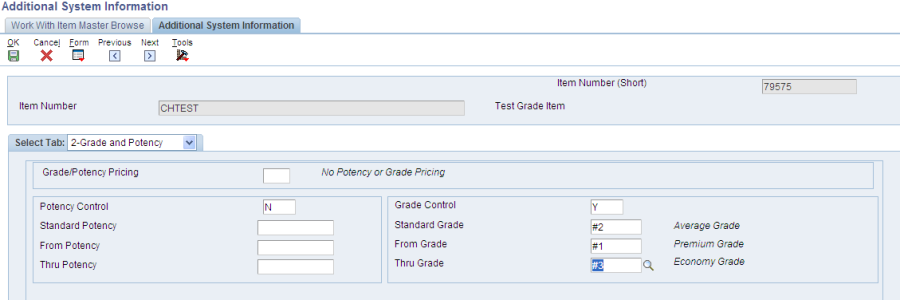 Additional System Information
Work With Item Master Browse Additional System Information
OK Cancel Form Previous Next Tools
Item Number (Short) 79575
Item Number CHTEST Test Grade Item
Select Tab: 2-Grade and Potency
Grade/Potency Pricing No Potency or Grade Pricing
Potency Control N Grade Control Y
Standard Potency Standard Grade #2 Average Grade
From Potency From Grade #1 Premium Grade
Thru Potency Thru Grade #3 Economy Grade